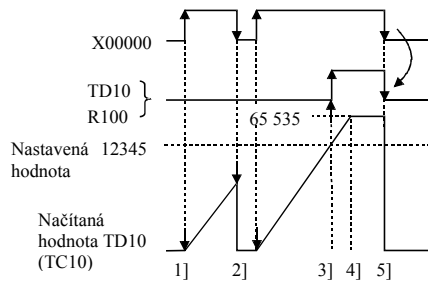 X00000
TD10
R100
65 535
Nastavená 12345
hodnota
Načítaná
hodnota TD10
(TC10)
1] 2] 3] 4] 5]